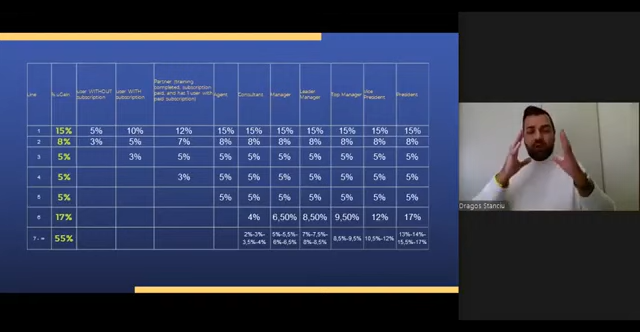 Line % uGen user WITHOUT subscription user WITH subscription Partner (training completed, subscription paid, and has 1 user with paid subscription) Agent Consultant Manager Leader Manager Top Manager Vice President President
1 15% 5% 10% 12% 15% 15% 15% 15% 15% 15% 15%
2 8% 3% 5% 7% 8% 8% 8% 8% 8% 8% 8%
3 5% 3% 5% 5% 5% 5% 5% 5% 5% 5%
4 5% 3% 5% 5% 5% 5% 5% 5% 5%
5 5% 5% 5% 5% 5% 5% 5% 5%
6 17% 4% 6,50% 8,50% 9,50% 12% 17%
7 - ∞ 55% 2%-3%-3,5%-4% 5%-5,5%-6%-6,5% 7%-7,5%-8%-8,5% 8,5%-9,5% 10,5%-12% 13%-14%-15,5%-17%
Dragos Stanciu